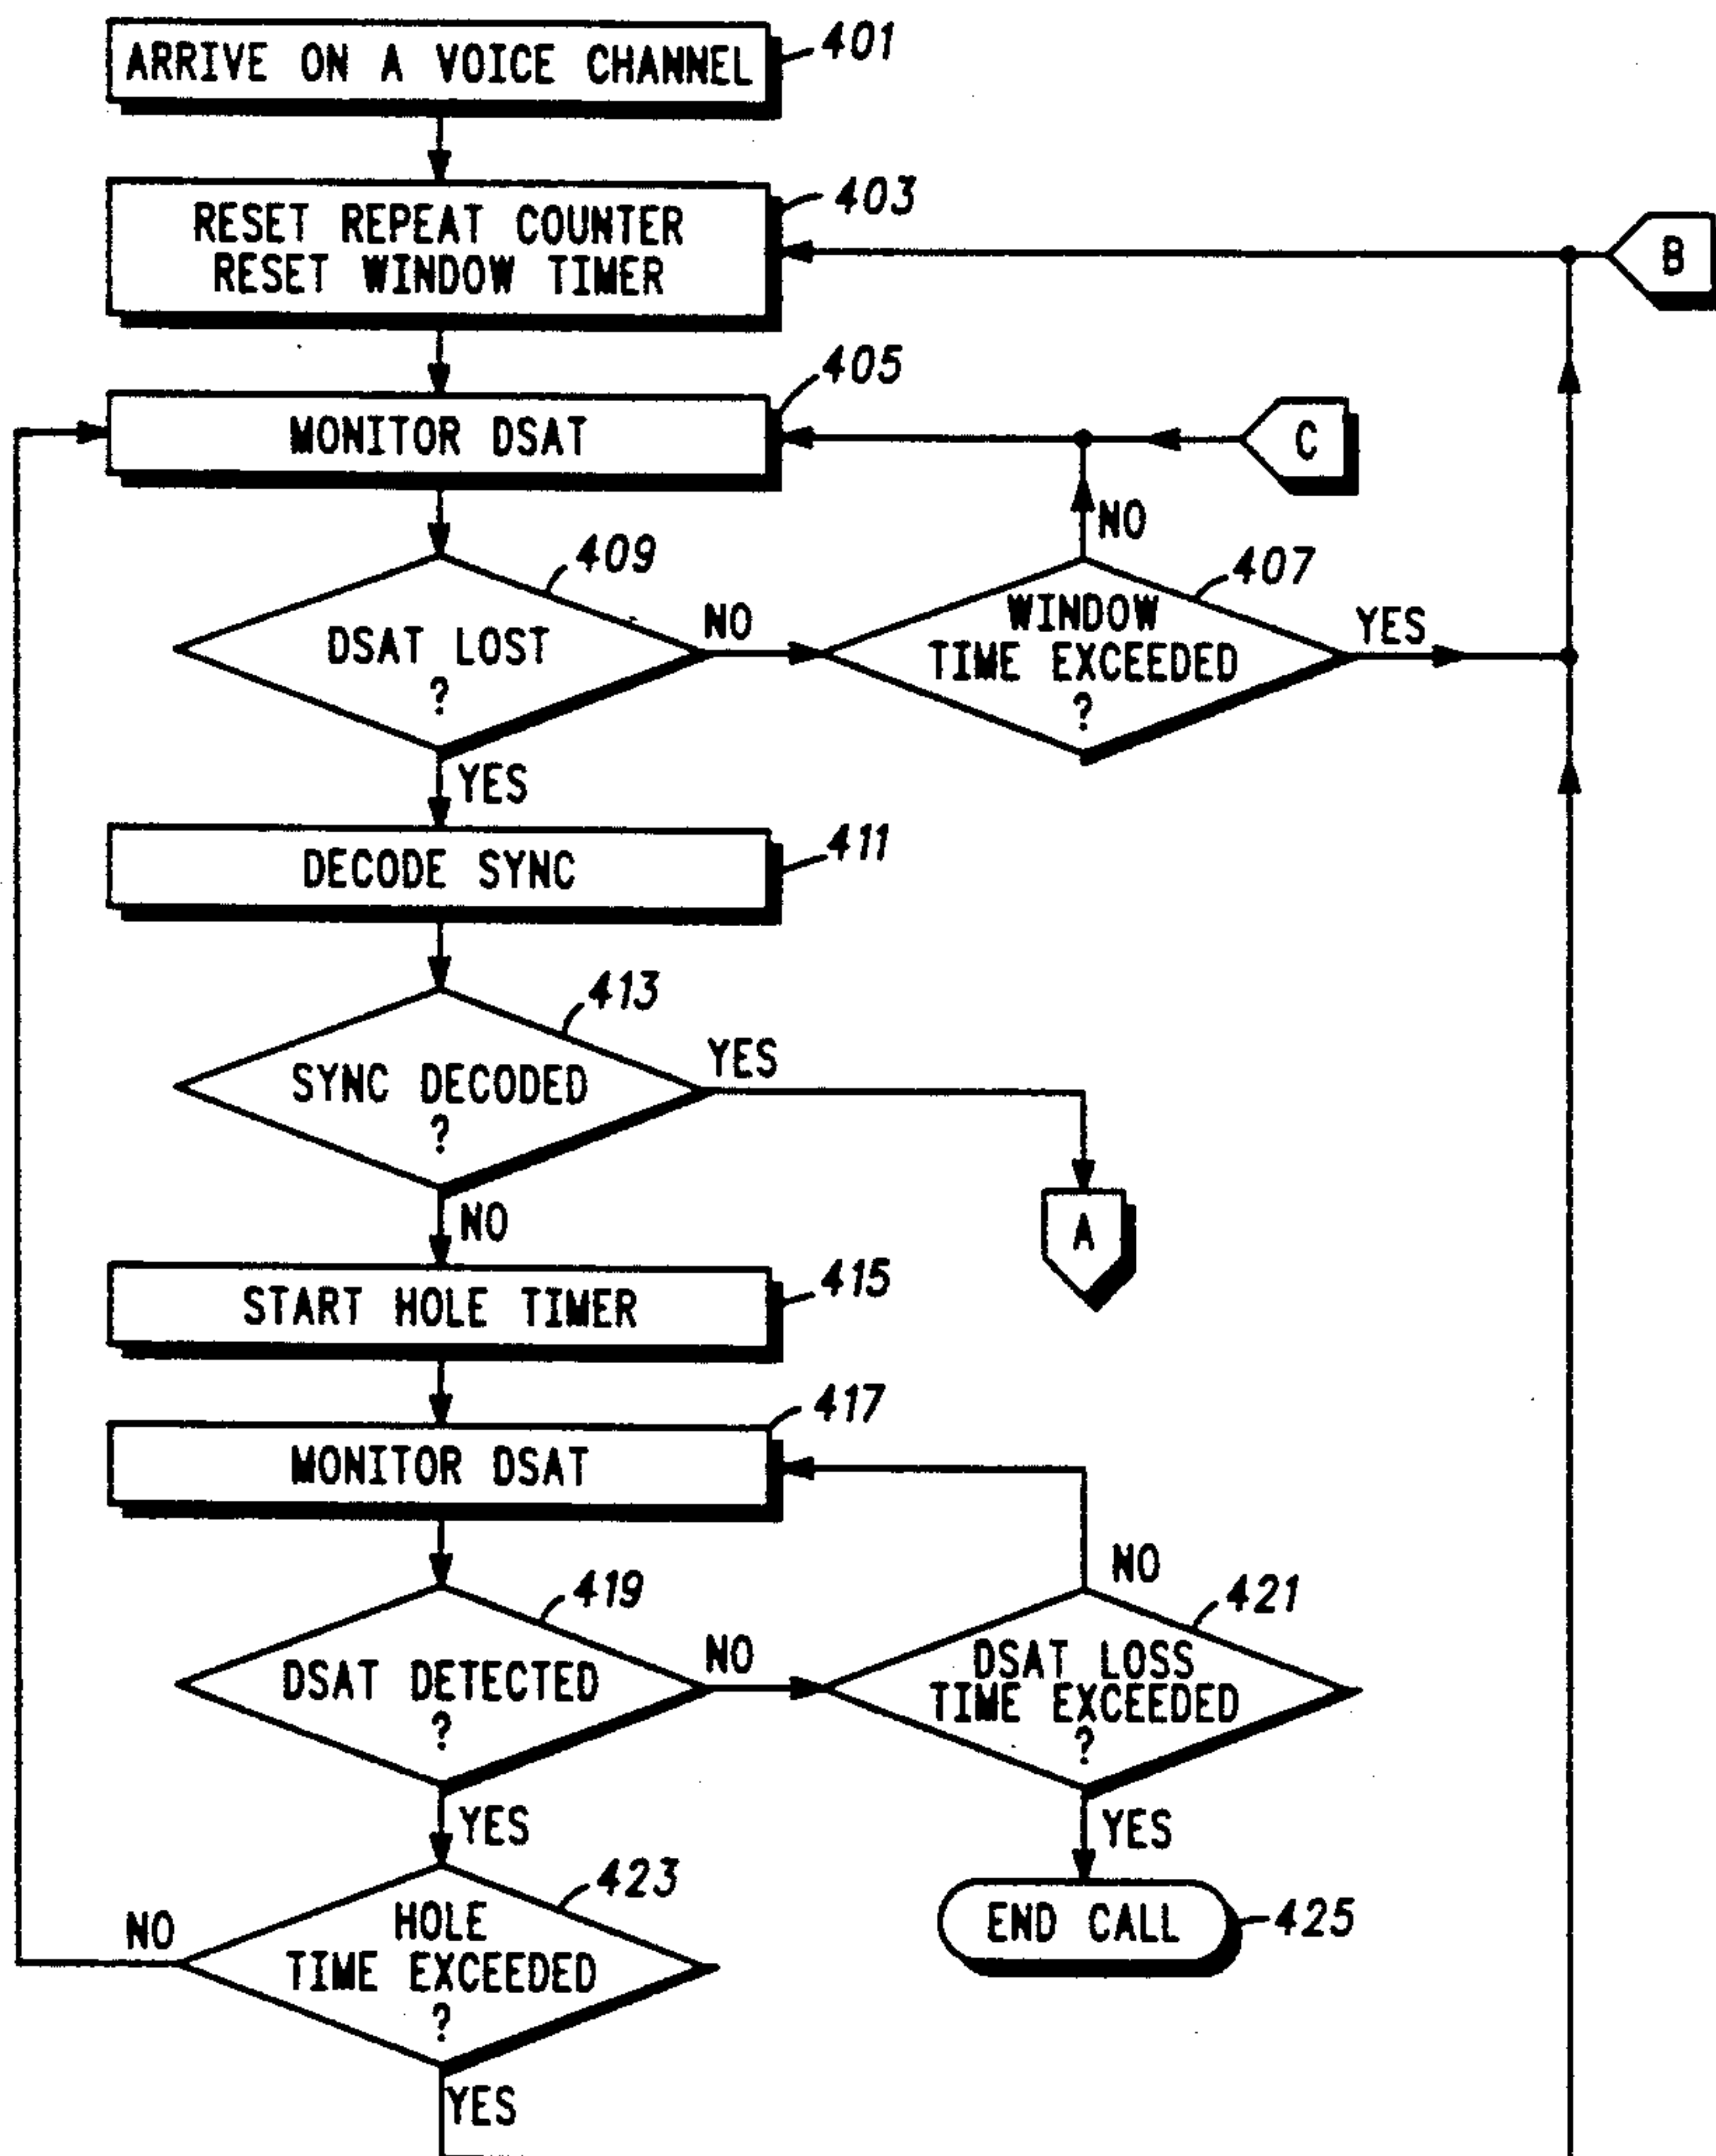 ARRIVE ON A VOICE CHANNEL
401
RESET REPEAT COUNTER
RESET WINDOW TIMER
403
B
MONITOR DSAT
405
C
DSAT LOST
?
409
NO
WINDOW
TIME EXCEEDED
?
407
NO
YES
YES
DECODE SYNC
411
SYNC DECODED
?
413
YES
A
NO
START HOLE TIMER
415
MONITOR DSAT
417
DSAT DETECTED
?
419
NO
DSAT LOSS
TIME EXCEEDED
?
421
NO
YES
END CALL
425
YES
HOLE
TIME EXCEEDED
?
423
NO
YES